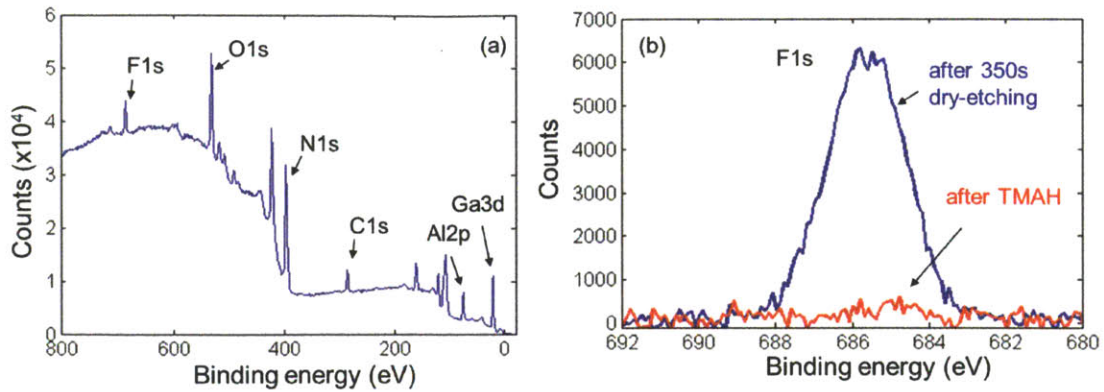 (a)
F1s
O1s
N1s
C1s
Al2p
Ga3d
Counts (x10⁴)
6
5
4
3
2
1
0
800 600 400 200 0
Binding energy (eV)
(b)
F1s
after 350s
dry-etching
after TMAH
Counts
7000
6000
5000
4000
3000
2000
1000
0
692 690 688 686 684 682 680
Binding energy (eV)